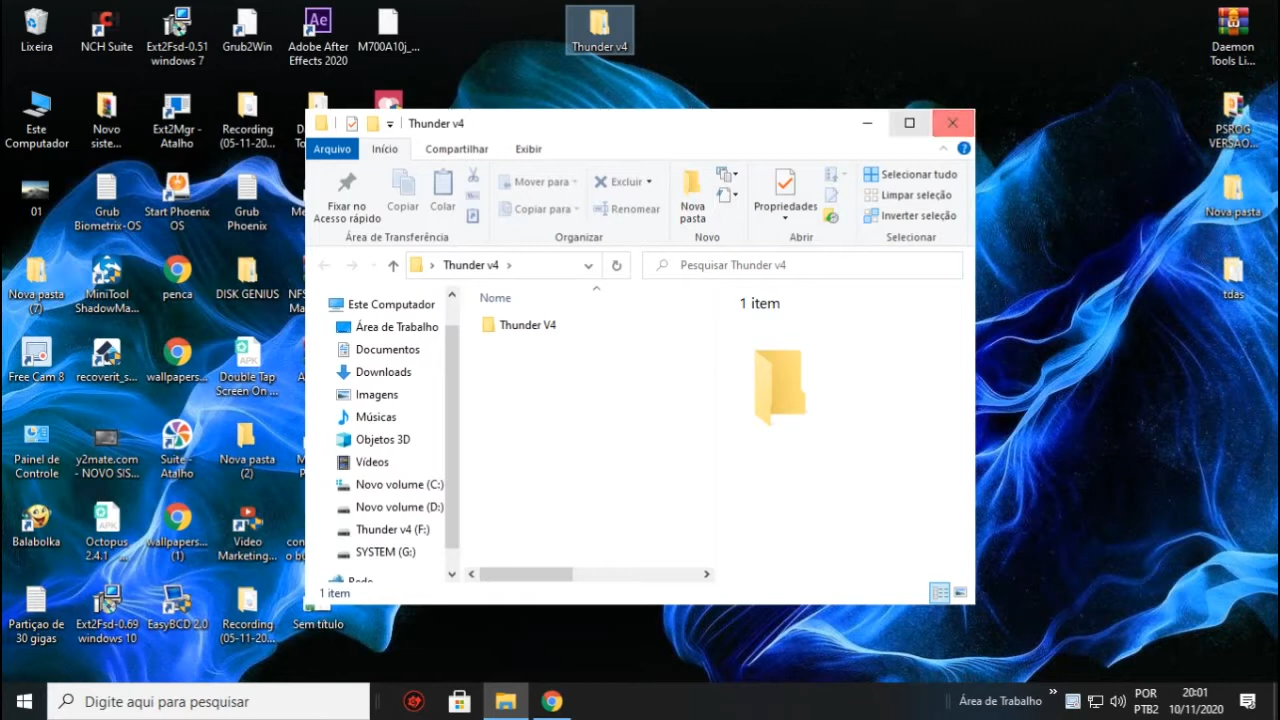 Lixeira
NCH Suite
Ext2Fsd-0.51
windows 7
Grub2Win
Adobe After
Effects 2020
M700A10j_...
Thunder v4
Daemon
Tools Li...
Este
Computador
Novo
siste...
Ext2Mgr -
Atalho
Recording
(05-11-20...
PSROG
VERSAO...
01
Grub
Biometrix-OS
Start Phoenix
OS
Grub
Phoenix
Nova pasta
Nova pasta
(7)
MiniTool
ShadowMa...
penca
DISK GENIUS
tdas
Free Cam 8
recoverit_s...
wallpapers...
Double Tap
Screen On ...
Painel de
Controle
y2mate.com
- NOVO SIS...
Suite -
Atalho
Nova pasta
(2)
Balabolka
Octopus
2.4.1
wallpapers...
(1)
Video
Marketing...
Partiçao de
30 gigas
Ext2Fsd-0.69
windows 10
EasyBCD 2.0
Recording
(05-11-20...
Sem título
Thunder v4
Arquivo Início Compartilhar Exibir
Fixar no
Acesso rápido
Copiar
Colar
Área de Transferência
Mover para
Copiar para
Excluir
Renomear
Organizar
Nova
pasta
Novo
Propriedades
Abrir
Selecionar tudo
Limpar seleção
Inverter seleção
Selecionar
Thunder v4
Pesquisar Thunder v4
Este Computador
Área de Trabalho
Documentos
Downloads
Imagens
Músicas
Objetos 3D
Vídeos
Novo volume (C:)
Novo volume (D:)
Thunder v4 (F:)
SYSTEM (G:)
Rede
Nome
Thunder V4
1 item
1 item
Digite aqui para pesquisar
Área de Trabalho
POR
PTB2
20:01
10/11/2020